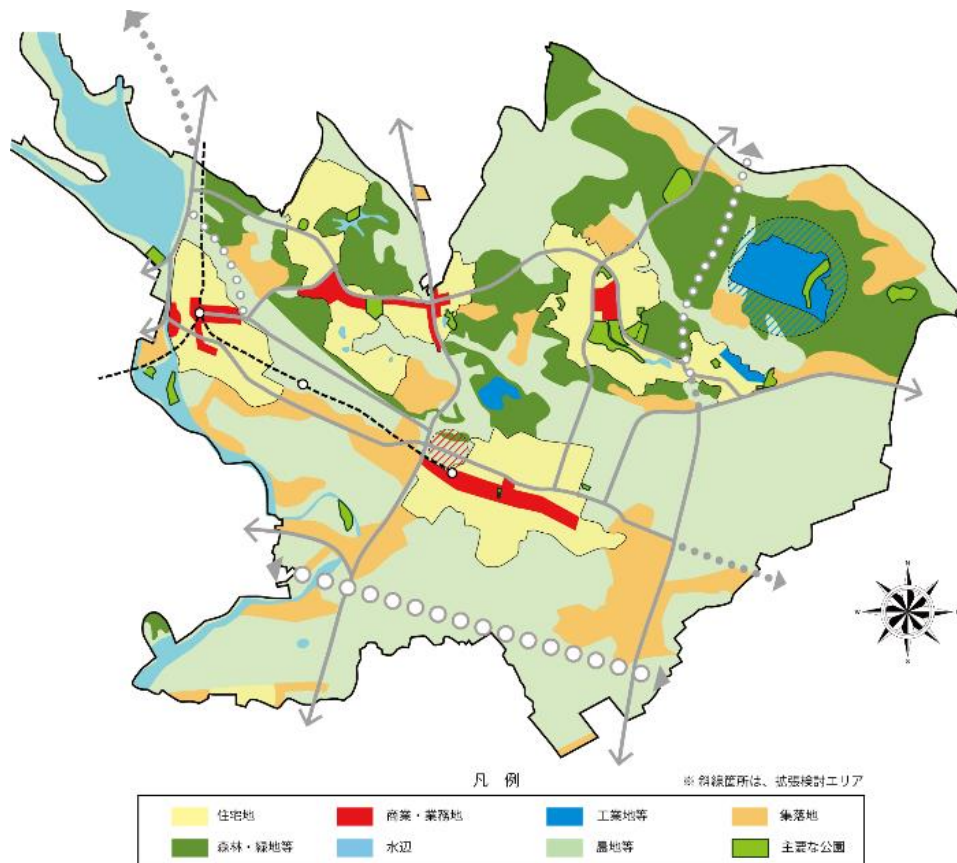 N
W
E
S
凡 例
※ 斜線箇所は、拡張検討エリア
住宅地
商業・業務地
工業地等
集落地
森林・緑地等
水辺
農地等
主要な公園